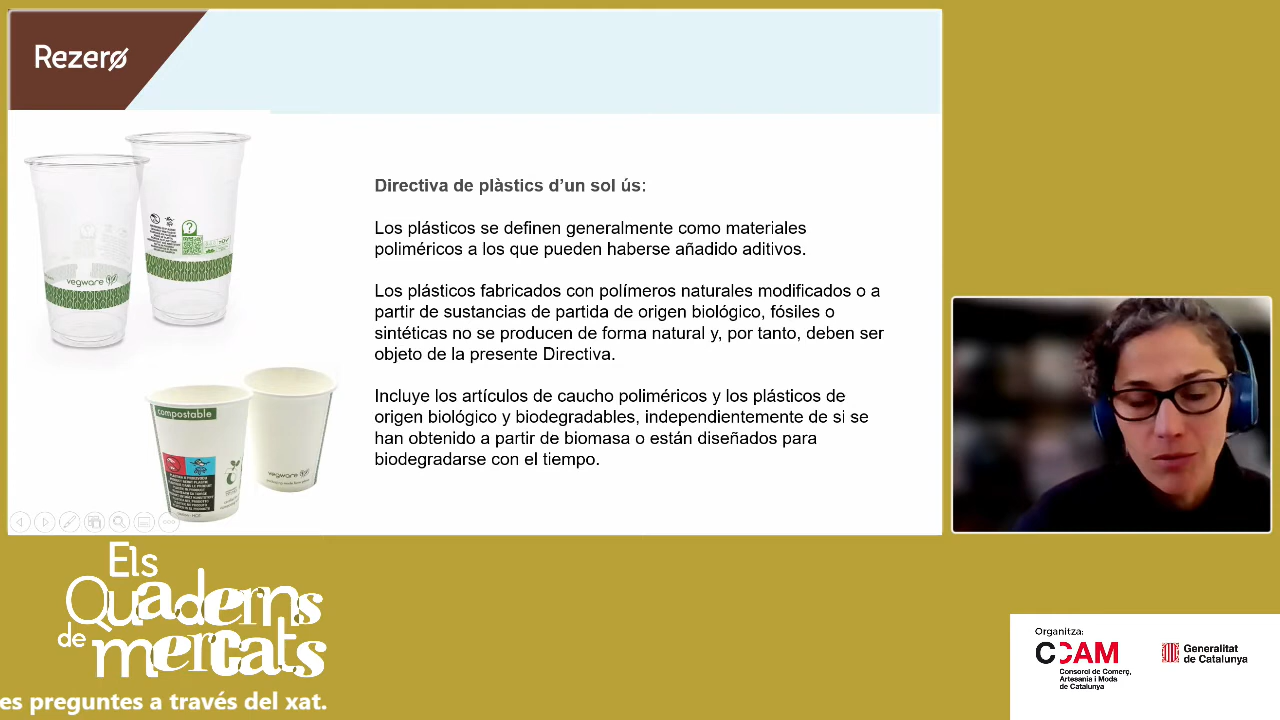 Rezero
Directiva de plàstics d’un sol ús:
Los plásticos se definen generalmente como materiales
poliméricos a los que pueden haberse añadido aditivos.
Los plásticos fabricados con polímeros naturales modificados o a
partir de sustancias de partida de origen biológico, fósiles o
sintéticas no se producen de forma natural y, por tanto, deben ser
objeto de la presente Directiva.
Incluye los artículos de caucho poliméricos y los plásticos de
origen biológico y biodegradables, independientemente de si se
han obtenido a partir de biomasa o están diseñados para
biodegradarse con el tiempo.
vegware
compostable
vegware
Els
Quaderns
de mercats
es preguntes a través del xat.
Organitza:
CCAM
Consorci de Comerç,
Artesania i Moda
de Catalunya
Generalitat
de Catalunya